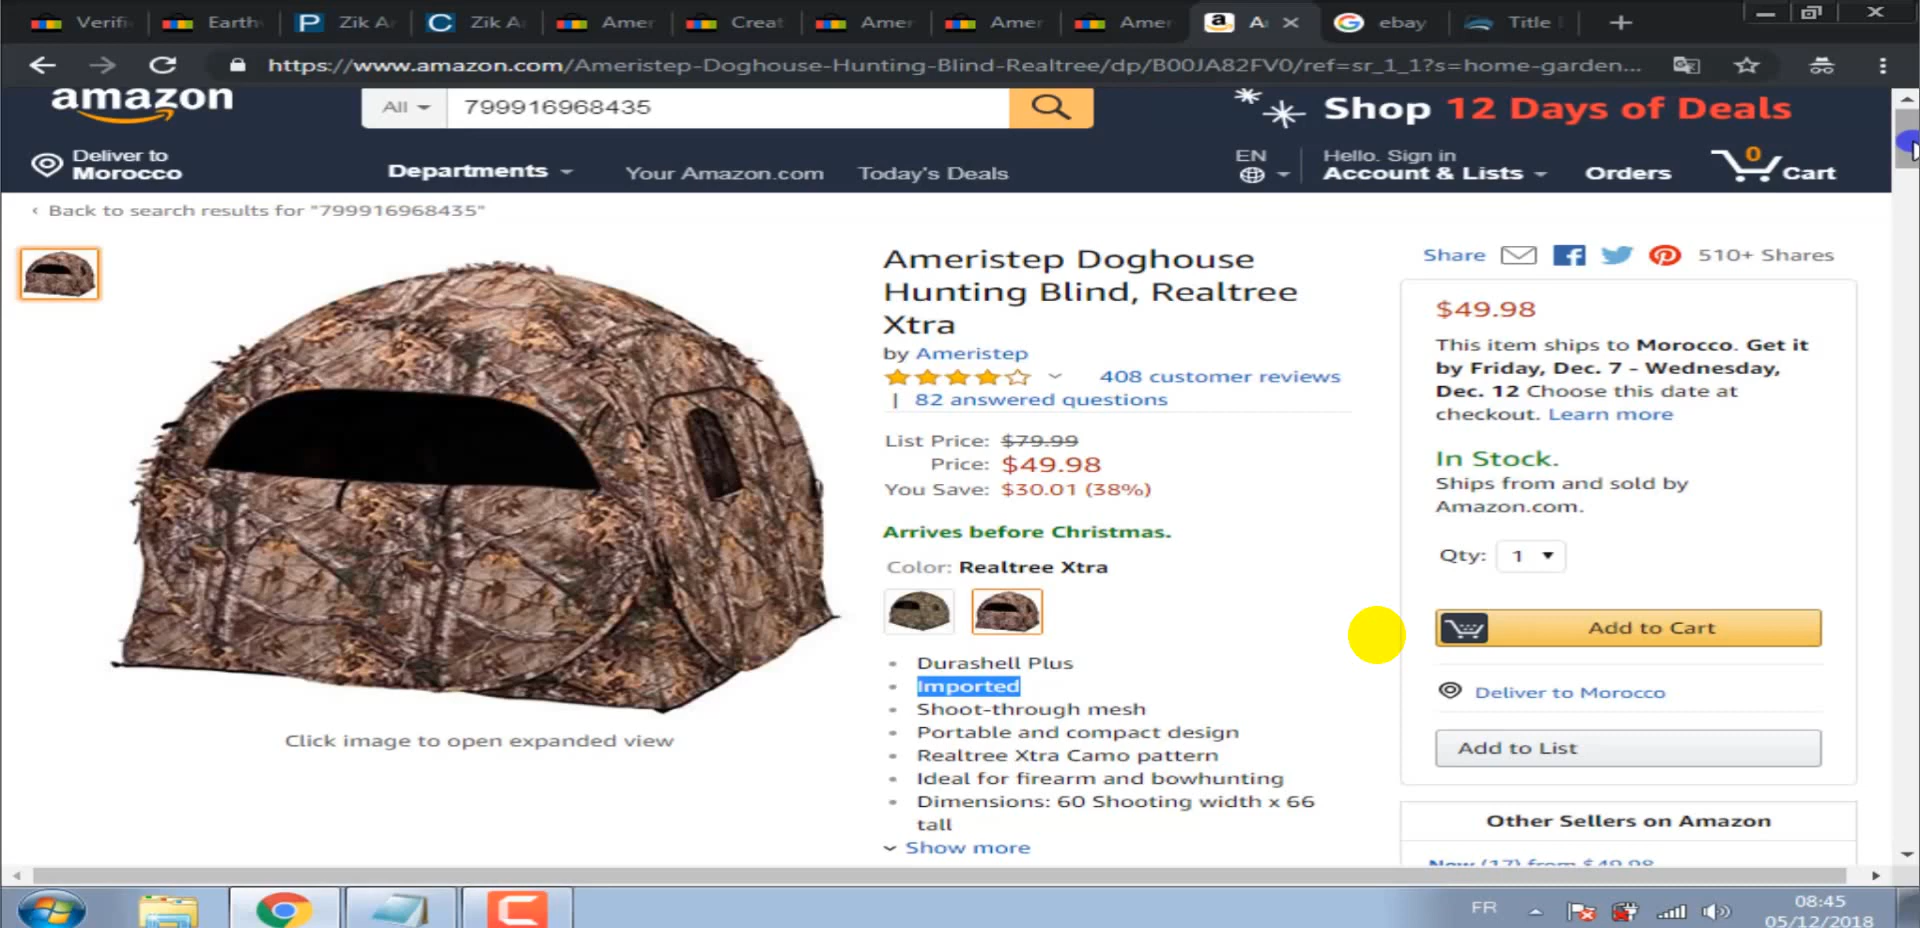 Verifi
Earth
Zik A
Zik A
Amer
Creat
Amer
Amer
Amer
A
ebay
Title
https://www.amazon.com/Ameristep-Doghouse-Hunting-Blind-Realtree/dp/B00JA82FV0/ref=sr_1_1?s=home-garden...
amazon
All
799916968435
Shop 12 Days of Deals
Deliver to
Morocco
Departments
Your Amazon.com
Today's Deals
EN
Hello. Sign in
Account & Lists
Orders
0
Cart
‹ Back to search results for "799916968435"
Click image to open expanded view
Ameristep Doghouse
Hunting Blind, Realtree
Xtra
by Ameristep
408 customer reviews
| 82 answered questions
List Price: $79.99
Price: $49.98
You Save: $30.01 (38%)
Arrives before Christmas.
Color: Realtree Xtra
• Durashell Plus
• Imported
• Shoot-through mesh
• Portable and compact design
• Realtree Xtra Camo pattern
• Ideal for firearm and bowhunting
• Dimensions: 60 Shooting width x 66
tall
Show more
Share
510+ Shares
$49.98
This item ships to Morocco. Get it
by Friday, Dec. 7 - Wednesday,
Dec. 12 Choose this date at
checkout. Learn more
In Stock.
Ships from and sold by
Amazon.com.
Qty: 1
Add to Cart
Deliver to Morocco
Add to List
Other Sellers on Amazon
New (17) from $49.98
FR
08:45
05/12/2018